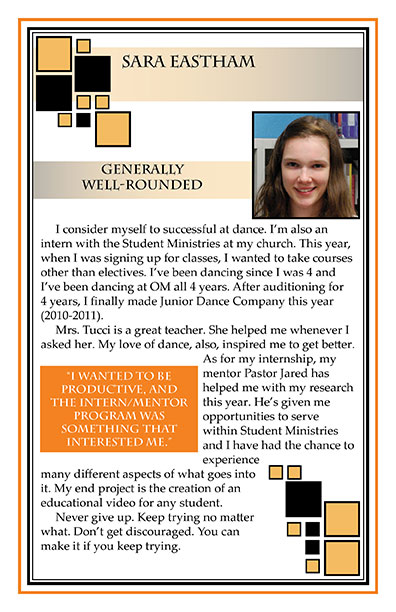 SARA EASTHAM
GENERALLY
WELL-ROUNDED
I consider myself to successful at dance. I'm also an
intern with the Student Ministries at my church. This year,
when I was signing up for classes, I wanted to take courses
other than electives. I've been dancing since I was 4 and
I've been dancing at OM all 4 years. After auditioning for
4 years, I finally made Junior Dance Company this year
(2010-2011).
Mrs. Tucci is a great teacher. She helped me whenever I
asked her. My love of dance, also, inspired me to get better.
As for my internship, my
mentor Pastor Jared has
helped me with my research
this year. He's given me
opportunities to serve
within Student Ministries
and I have had the chance to
experience
many different aspects of what goes into
it. My end project is the creation of an
educational video for any student.
Never give up. Keep trying no matter
what. Don't get discouraged. You can
make it if you keep trying.
"I WANTED TO BE
PRODUCTIVE, AND
THE INTERN/MENTOR
PROGRAM WAS
SOMETHING THAT
INTERESTED ME."